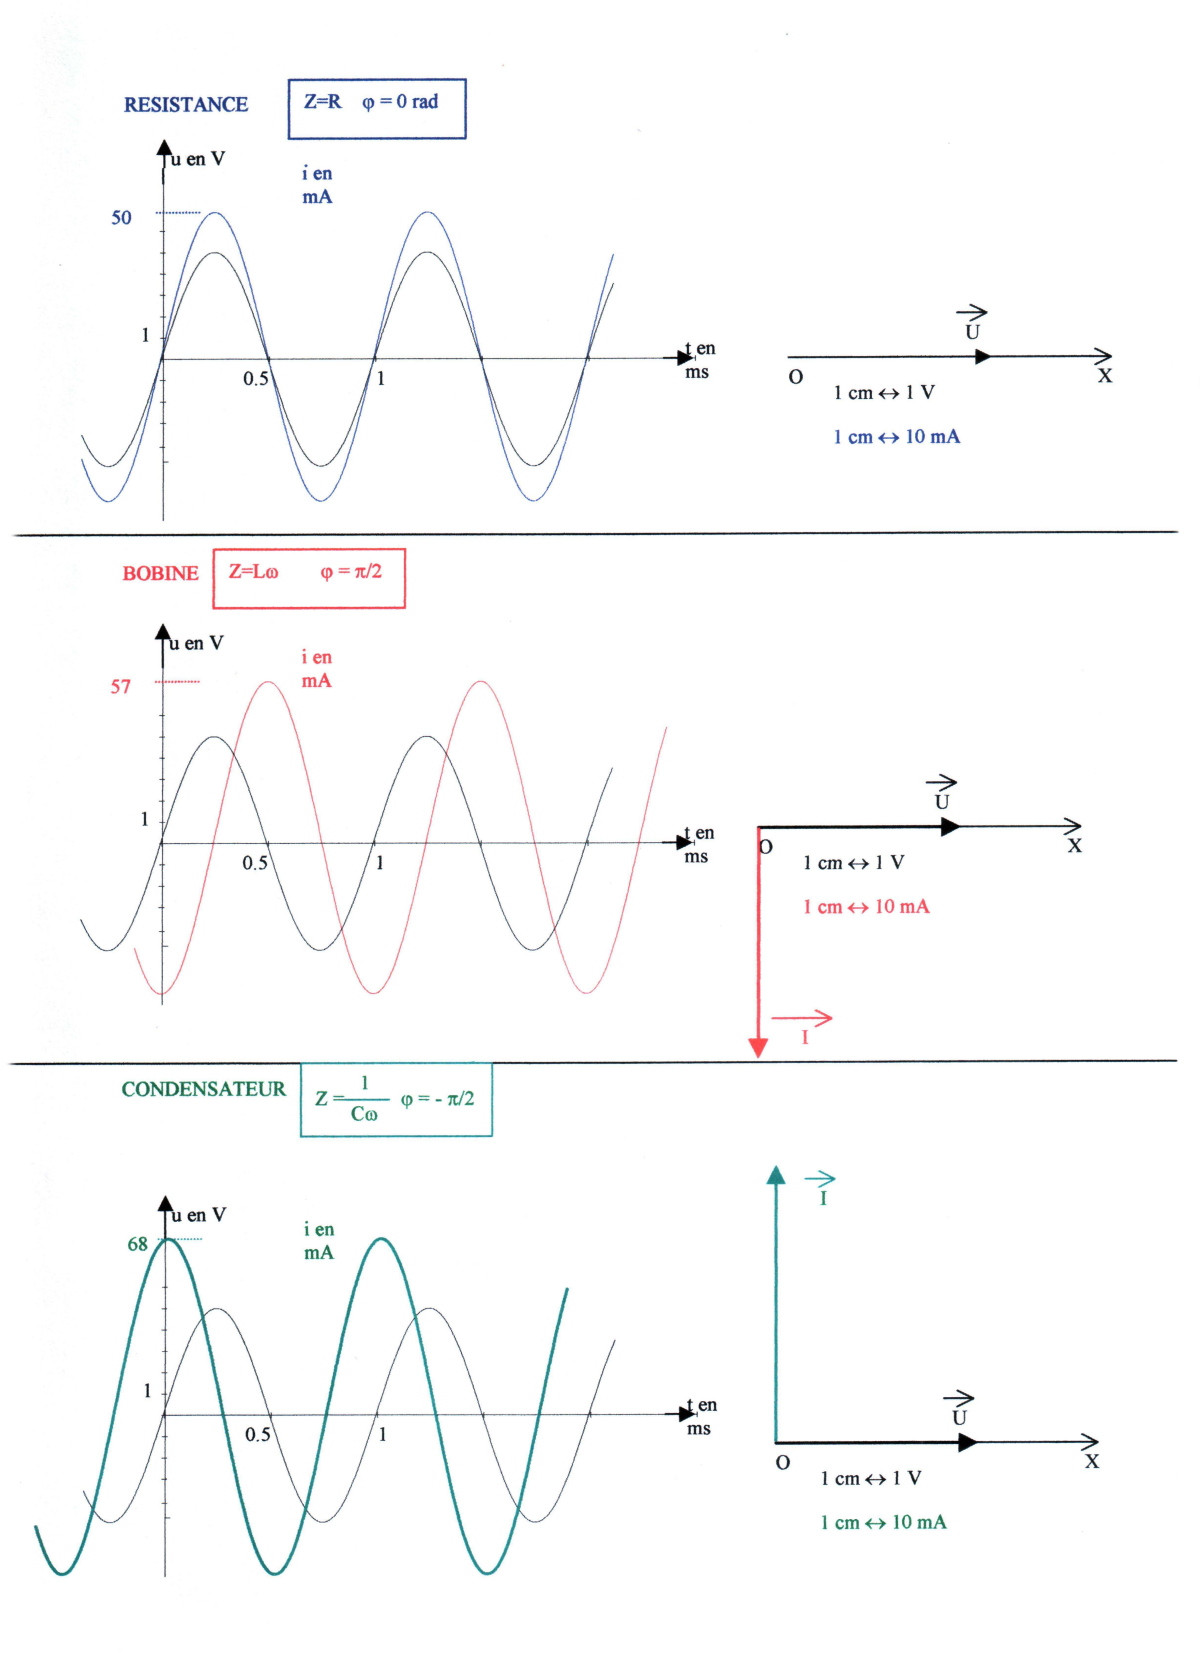 RESISTANCE
Z=R φ = 0 rad
u en V
i en
mA
50
1
0.5
1
t en
ms
U
O
X
1 cm ↔ 1 V
1 cm ↔ 10 mA
BOBINE
Z=Lω φ = π/2
u en V
i en
mA
57
1
0.5
1
t en
ms
U
O
X
1 cm ↔ 1 V
1 cm ↔ 10 mA
I
CONDENSATEUR
Z = 1/Cω φ = - π/2
u en V
i en
mA
68
1
0.5
1
t en
ms
I
U
O
X
1 cm ↔ 1 V
1 cm ↔ 10 mA